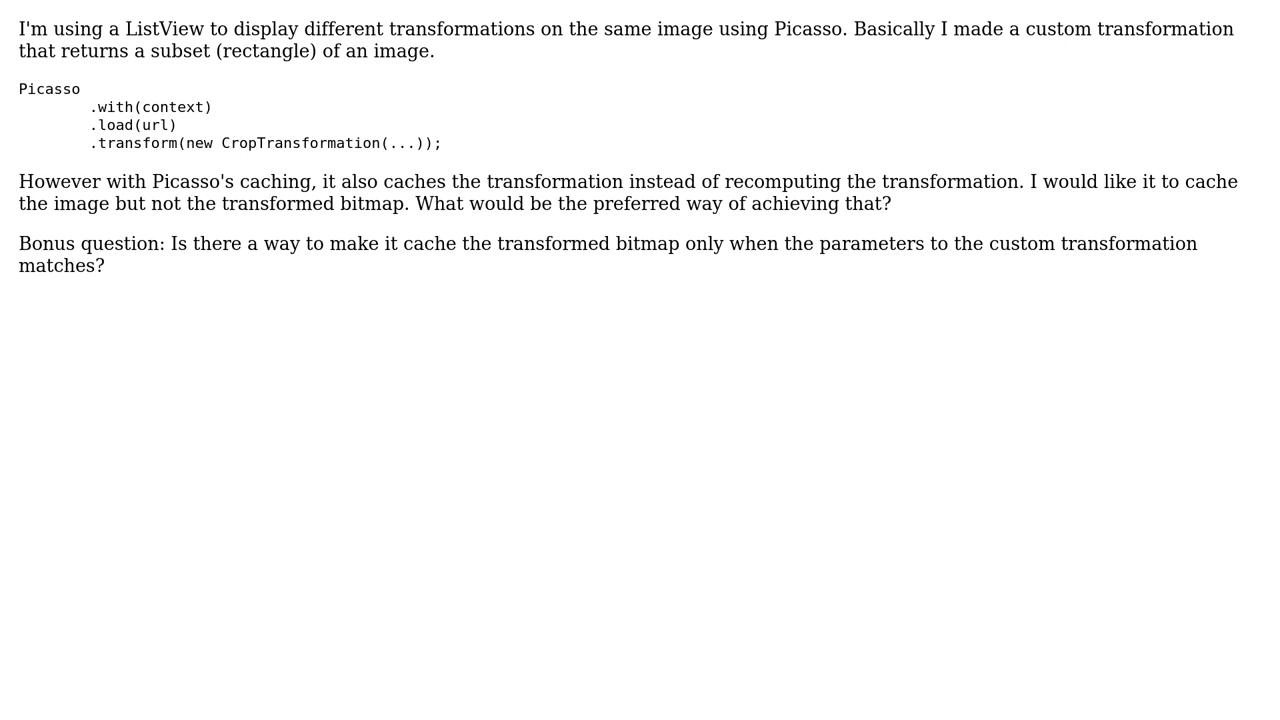 I'm using a ListView to display different transformations on the same image using Picasso. Basically I made a custom transformation
that returns a subset (rectangle) of an image.
Picasso
        .with(context)
        .load(url)
        .transform(new CropTransformation(...));
However with Picasso's caching, it also caches the transformation instead of recomputing the transformation. I would like it to cache
the image but not the transformed bitmap. What would be the preferred way of achieving that?
Bonus question: Is there a way to make it cache the transformed bitmap only when the parameters to the custom transformation
matches?